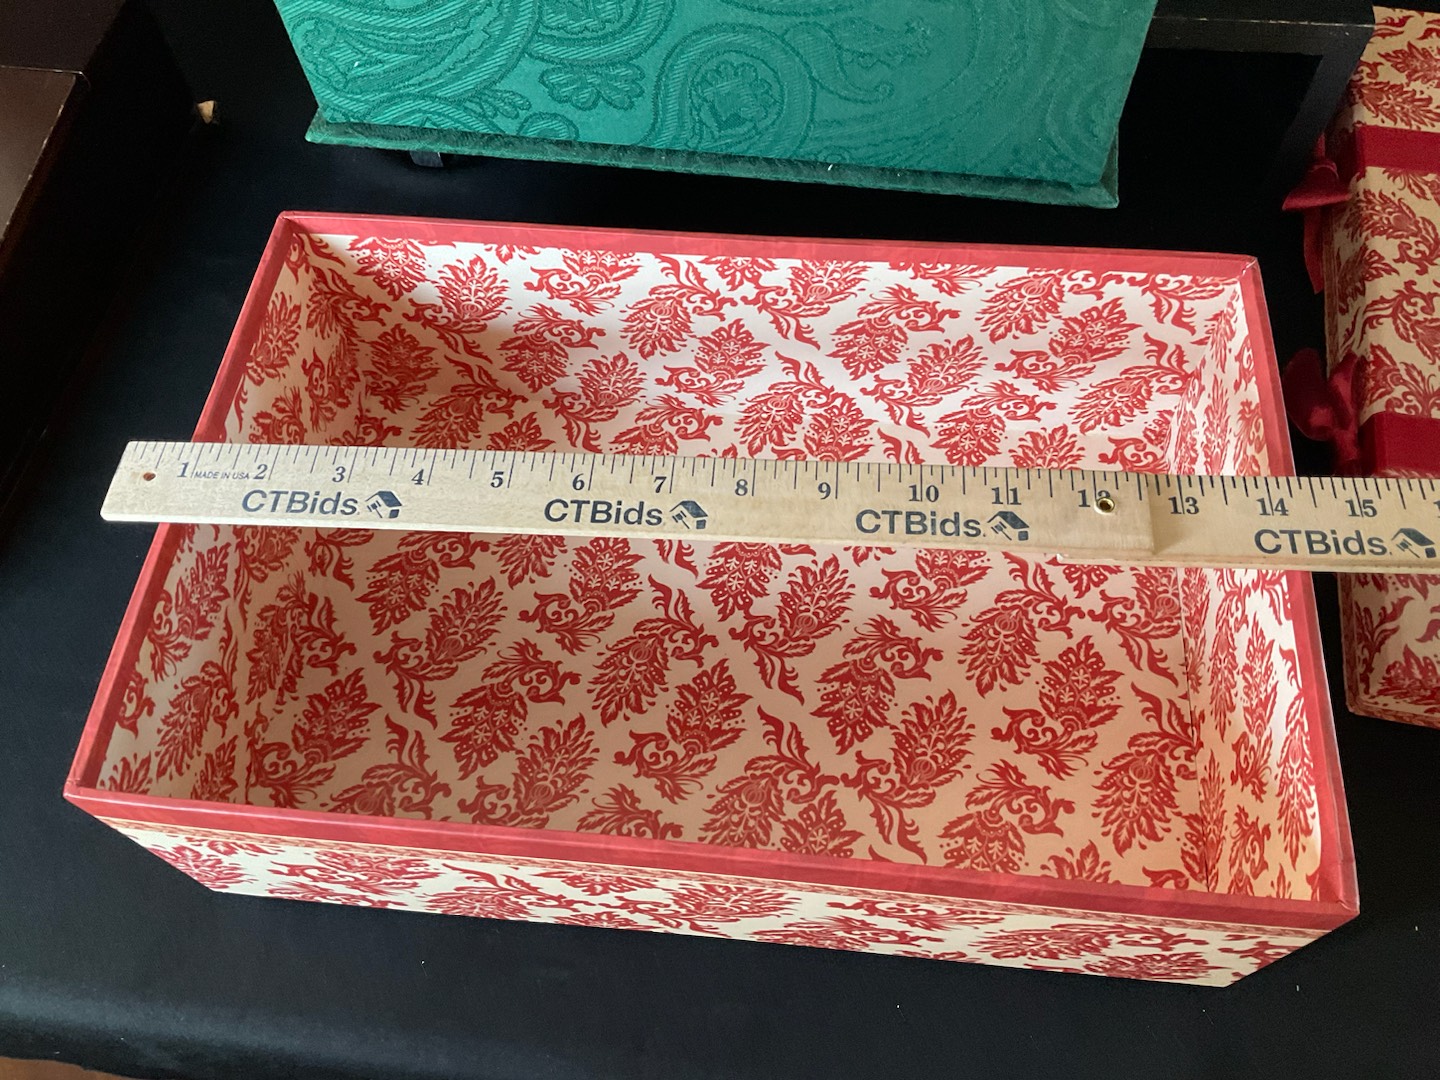 1 MADE IN USA 2 3 4 5 6 7 8 9 10 11 12 13 14 15
CTBids CTBids CTBids CTBids